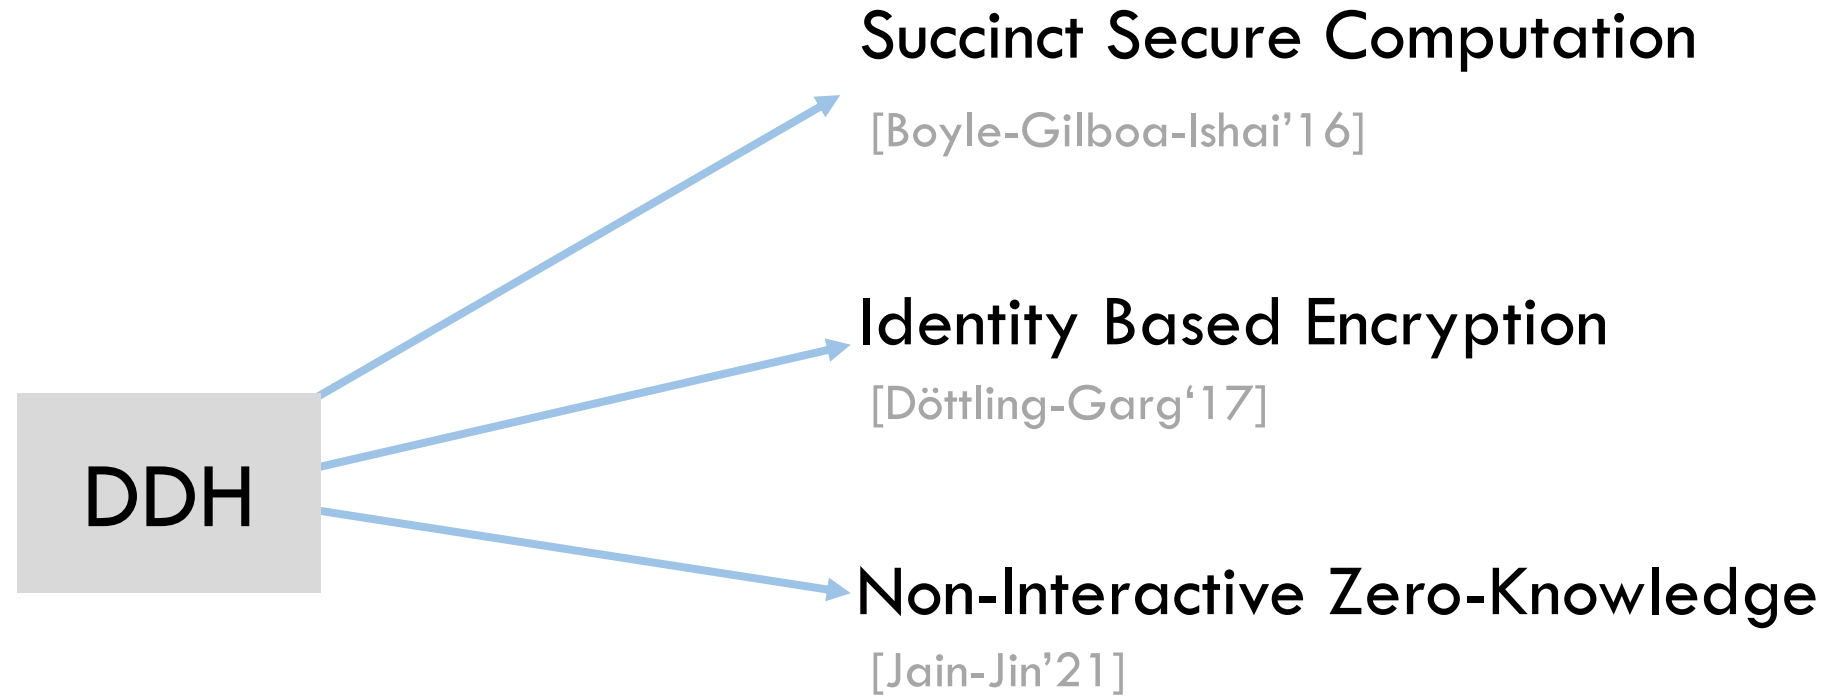 Succinct Secure Computation
[Boyle-Gilboa-Ishai’16]
Identity Based Encryption
[Döttling-Garg‘17]
DDH
Non-Interactive Zero-Knowledge
[Jain-Jin’21]